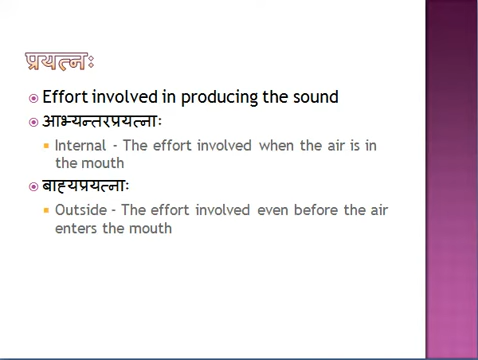 प्रयत्नः
Effort involved in producing the sound
आभ्यन्तरप्रयत्नाः
Internal - The effort involved when the air is in
the mouth
बाह्यप्रयत्नाः
Outside - The effort involved even before the air
enters the mouth